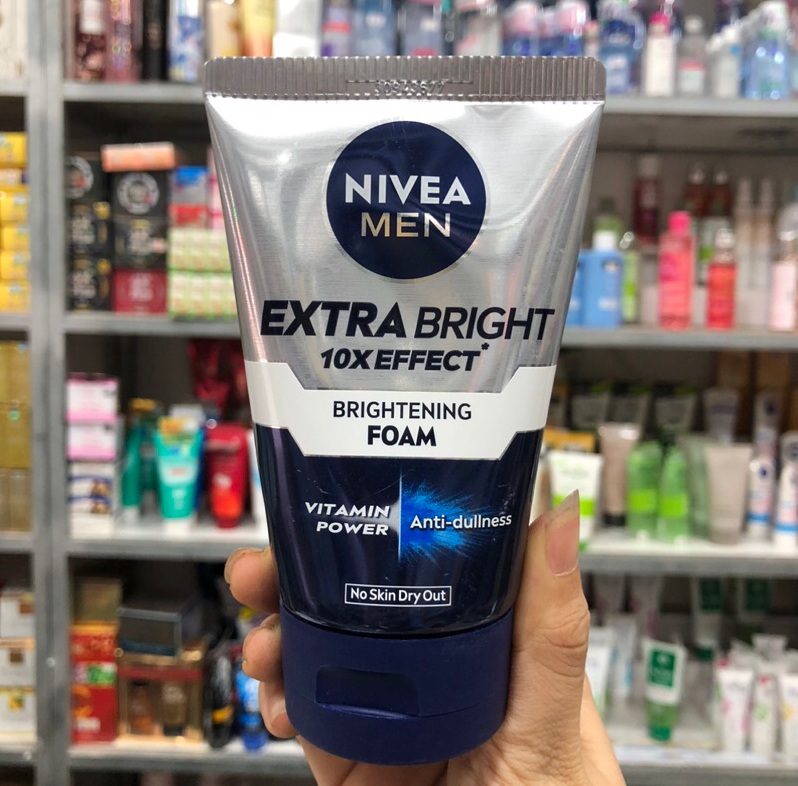 NIVEA
MEN
EXTRA BRIGHT
10X EFFECT*
BRIGHTENING
FOAM
VITAMIN
POWER
Anti-dullness
No Skin Dry Out